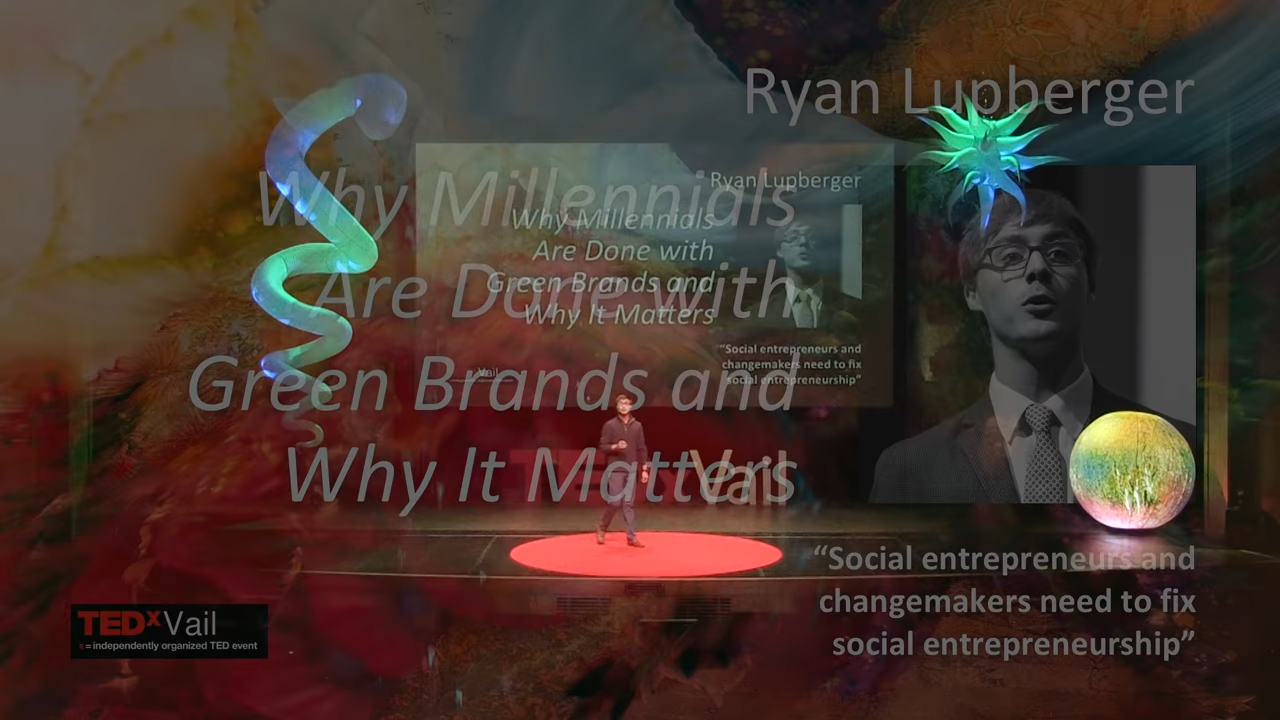 Ryan Lupberger
Why Millennials
Are Done with
Green Brands and
Why It Matters
Ryan Lupberger
Why Millennials
Are Done with
Green Brands and
Why It Matters
"Social entrepreneurs and
changemakers need to fix
social entrepreneurship"
Vail
Vail
"Social entrepreneurs and
changemakers need to fix
social entrepreneurship"
TEDxVail
x = independently organized TED event